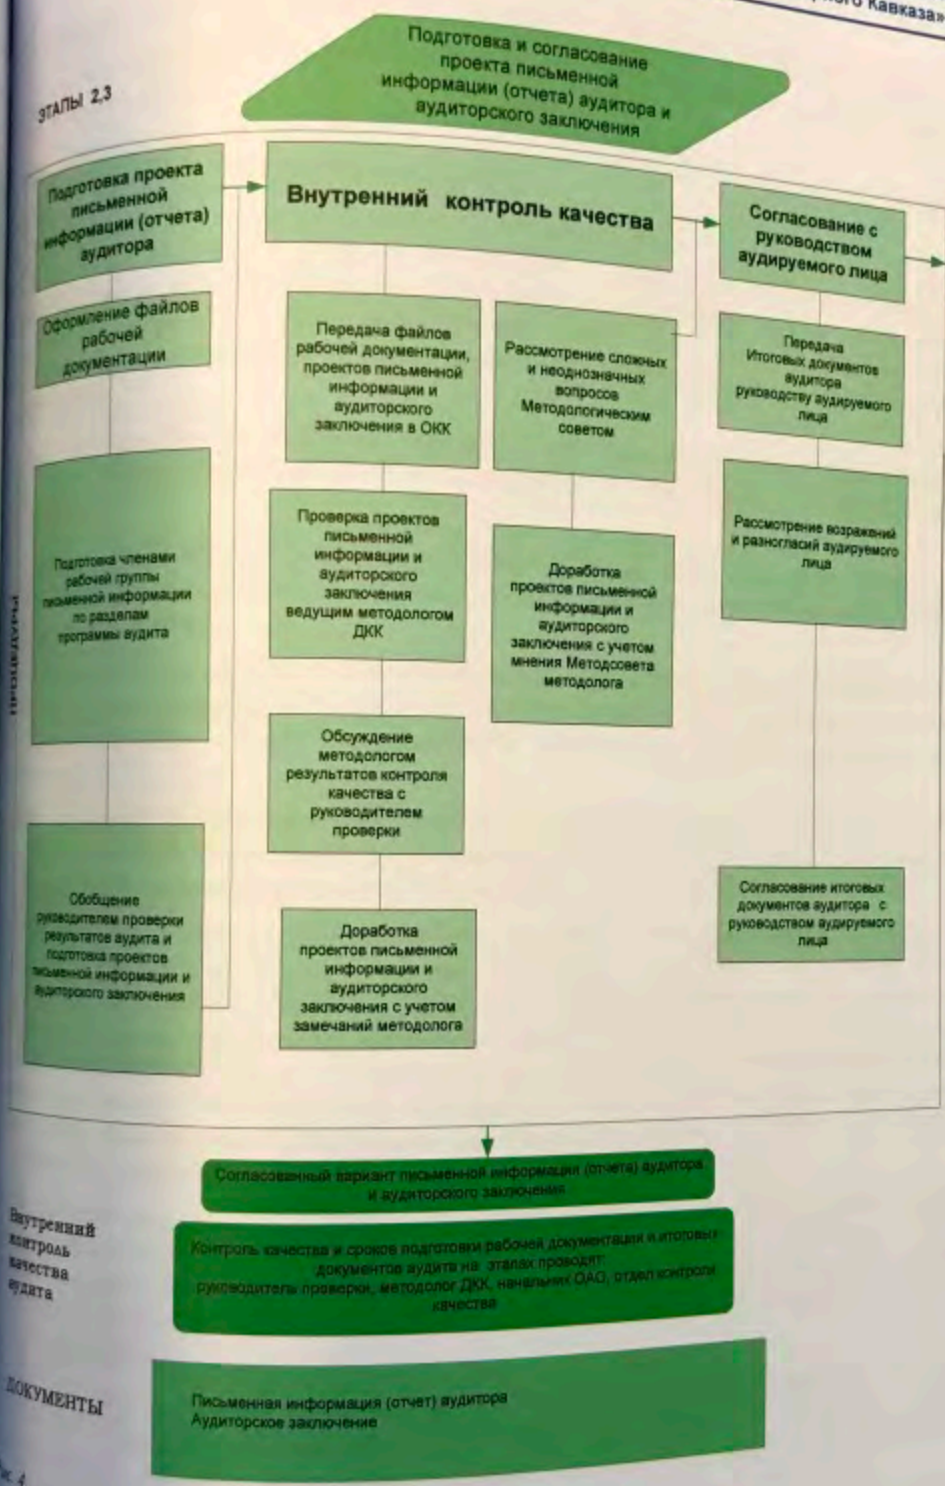 Кавказа»
ЭТАПЫ 2,3
Подготовка и согласование
проекта письменной
информации (отчета) аудитора и
аудиторского заключения
Подготовка проекта
письменной
информации (отчета)
аудитора
Внутренний контроль качества
Согласование с
руководством
аудируемого лица
Оформление файлов
рабочей
документации
Подготовка членами
рабочей группы
письменной информации
по разделам
программы аудита
Обобщение
руководителем проверки
результатов аудита и
подготовка проектов
письменной информации и
аудиторского заключения
Передача файлов
рабочей документации,
проектов письменной
информации и
аудиторского
заключения в ОКК
Проверка проектов
письменной
информации и
аудиторского
заключения
ведущим методологом
ДКК
Обсуждение
методологом
результатов контроля
качества с
руководителем
проверки
Доработка
проектов письменной
информации и
аудиторского
заключения с учетом
замечаний методолога
Рассмотрение сложных
и неоднозначных
вопросов
Методологическим
советом
Доработка
проектов письменной
информации и
аудиторского
заключения с учетом
мнения Методсовета
методолога
Передача
Итоговых документов
аудитора
руководству аудируемого
лица
Рассмотрение возражений
и разногласий аудируемого
лица
Согласование итоговых
документов аудитора с
руководством аудируемого
лица
Согласованный вариант письменной информации (отчета) аудитора
и аудиторского заключения
Внутренний
контроль
качества
аудита
Контроль качества и сроков подготовки рабочей документации и итоговых
документов аудита на этапах проводят:
руководитель проверки, методолог ДКК, начальник ОАО, отдел контроля
качества
ДОКУМЕНТЫ
Письменная информация (отчет) аудитора
Аудиторское заключение
Рис. 4